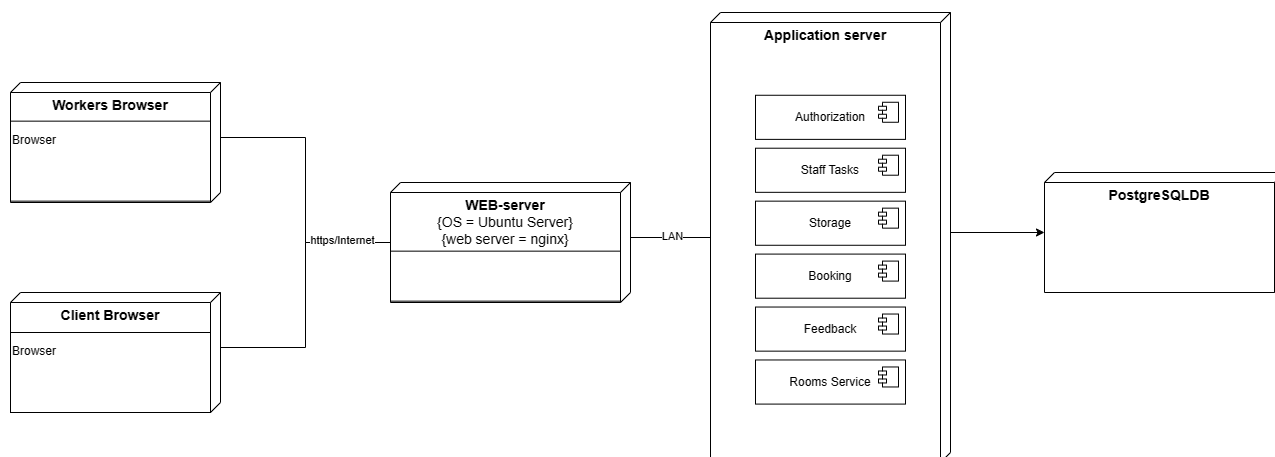 Workers Browser
Browser
Client Browser
Browser
https/Internet
WEB-server
{OS = Ubuntu Server}
{web server = nginx}
LAN
Application server
Authorization
Staff Tasks
Storage
Booking
Feedback
Rooms Service
PostgreSQLDB